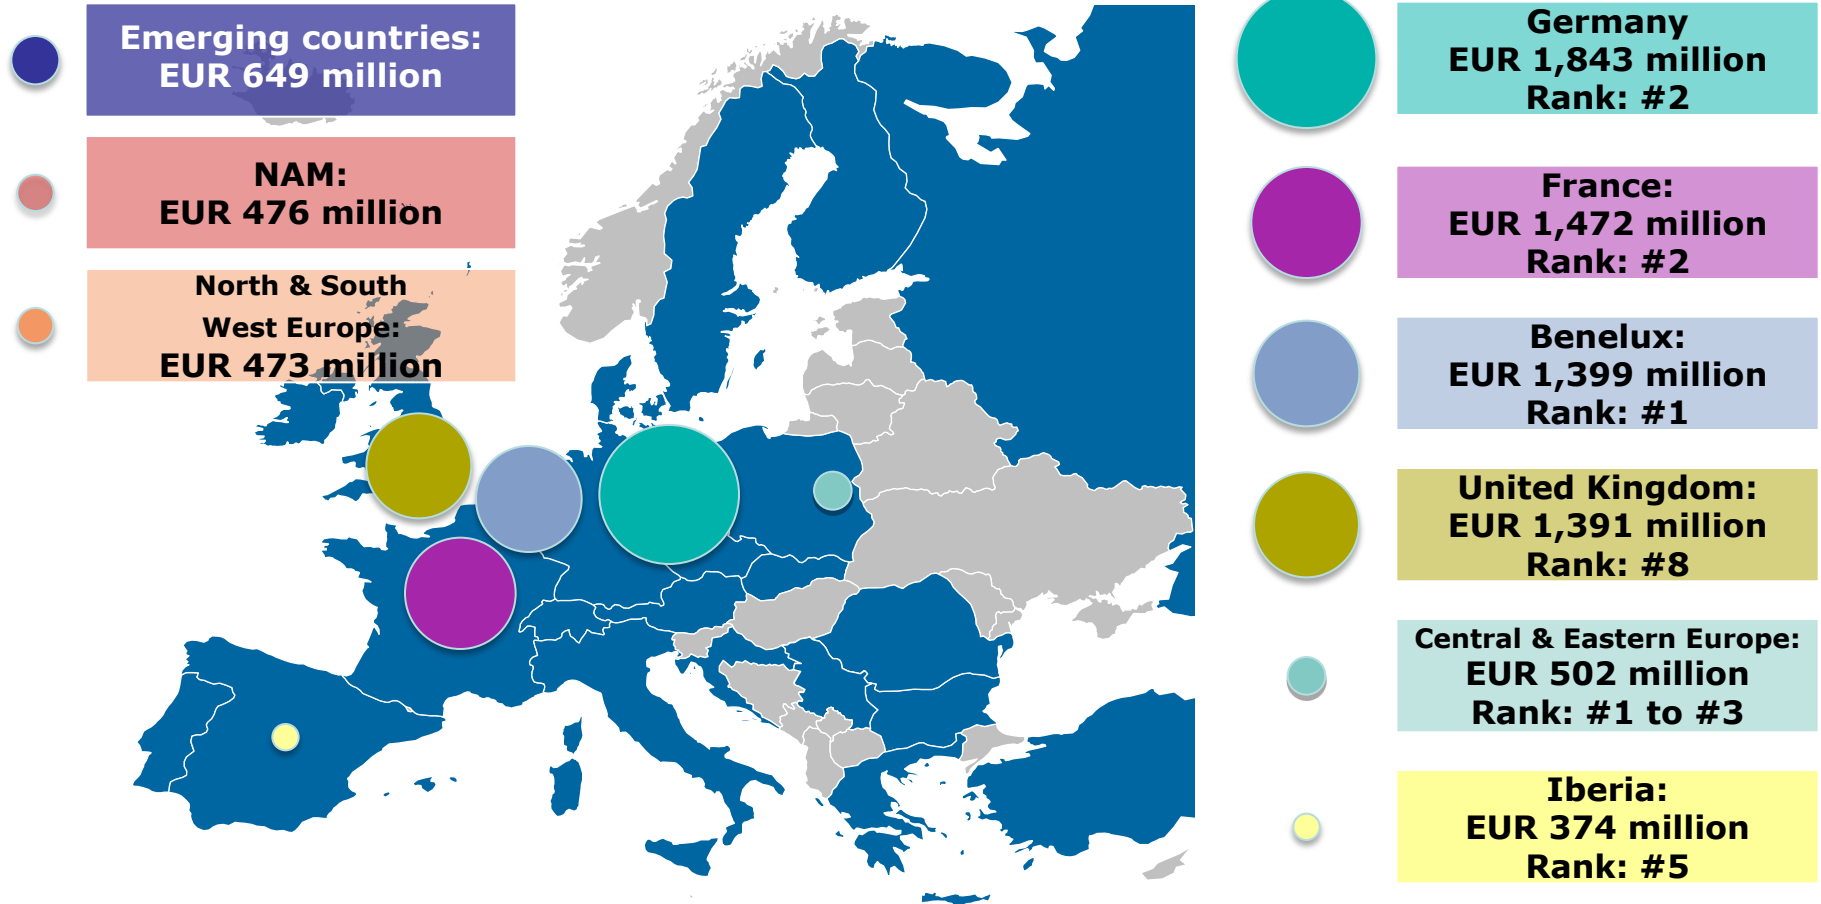 Emerging countries:
EUR 649 million
NAM:
EUR 476 million
North & South
West Europe:
EUR 473 million
Germany
EUR 1,843 million
Rank: #2
France:
EUR 1,472 million
Rank: #2
Benelux:
EUR 1,399 million
Rank: #1
United Kingdom:
EUR 1,391 million
Rank: #8
Central & Eastern Europe:
EUR 502 million
Rank: #1 to #3
Iberia:
EUR 374 million
Rank: #5